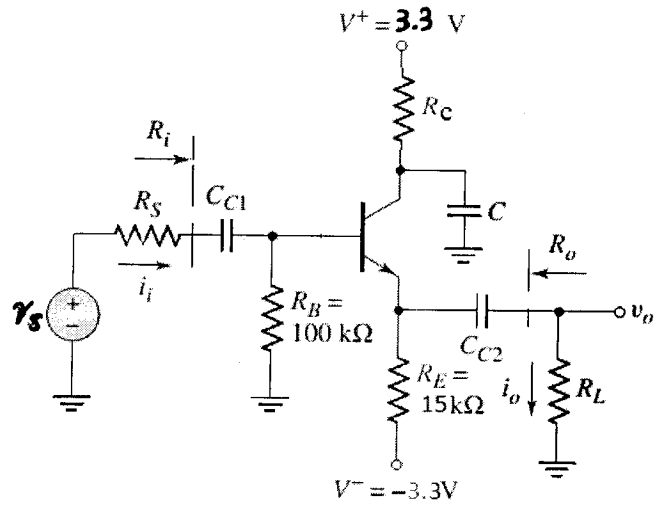 V⁺ = 3.3 V
R_C
R_i
R_S
C_C1
C
R_o
i_i
v_s
+
−
R_B =
100 kΩ
C_C2
v_o
R_E =
15kΩ
i_o
R_L
V⁻ = −3.3V